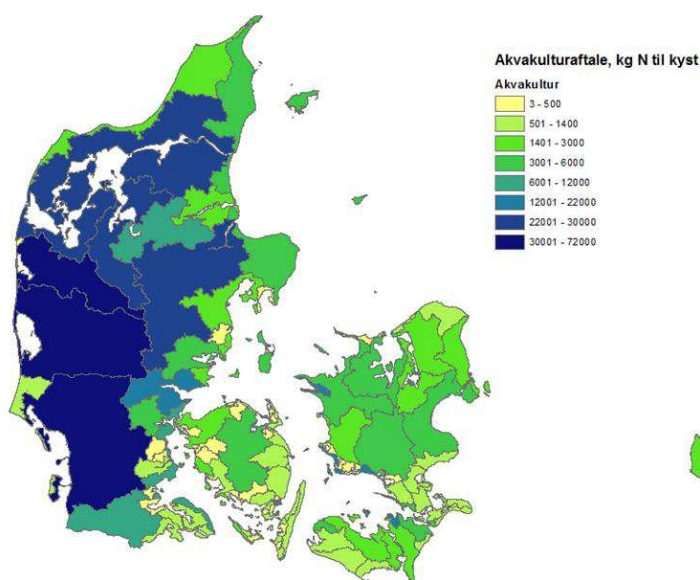 Akvakulturaftale, kg N til kyst
Akvakultur
3 - 500
501 - 1400
1401 - 3000
3001 - 6000
6001 - 12000
12001 - 22000
22001 - 30000
30001 - 72000